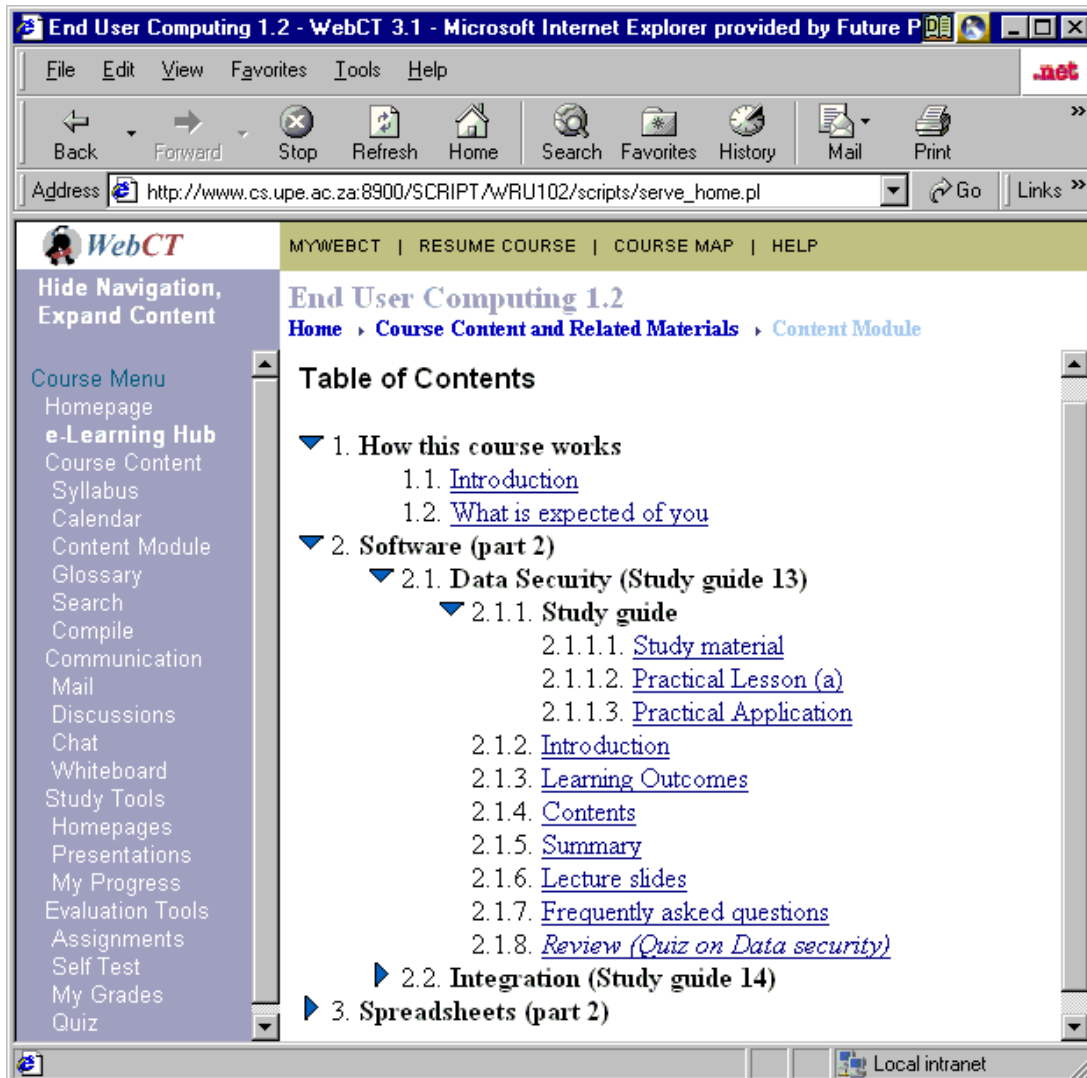 End User Computing 1.2 - WebCT 3.1 - Microsoft Internet Explorer provided by Future P
File Edit View Favorites Tools Help
.net
Back Forward Stop Refresh Home Search Favorites History Mail Print »
Address http://www.cs.upe.ac.za:8900/SCRIPT/WRU102/scripts/serve_home.pl Go Links »
WebCT
MYWEBCT | RESUME COURSE | COURSE MAP | HELP
Hide Navigation,
Expand Content
End User Computing 1.2
Home › Course Content and Related Materials › Content Module
Course Menu
Homepage
e-Learning Hub
Course Content
Syllabus
Calendar
Content Module
Glossary
Search
Compile
Communication
Mail
Discussions
Chat
Whiteboard
Study Tools
Homepages
Presentations
My Progress
Evaluation Tools
Assignments
Self Test
My Grades
Quiz
Table of Contents
1. How this course works
1.1. Introduction
1.2. What is expected of you
2. Software (part 2)
2.1. Data Security (Study guide 13)
2.1.1. Study guide
2.1.1.1. Study material
2.1.1.2. Practical Lesson (a)
2.1.1.3. Practical Application
2.1.2. Introduction
2.1.3. Learning Outcomes
2.1.4. Contents
2.1.5. Summary
2.1.6. Lecture slides
2.1.7. Frequently asked questions
2.1.8. Review (Quiz on Data security)
2.2. Integration (Study guide 14)
3. Spreadsheets (part 2)
Local intranet